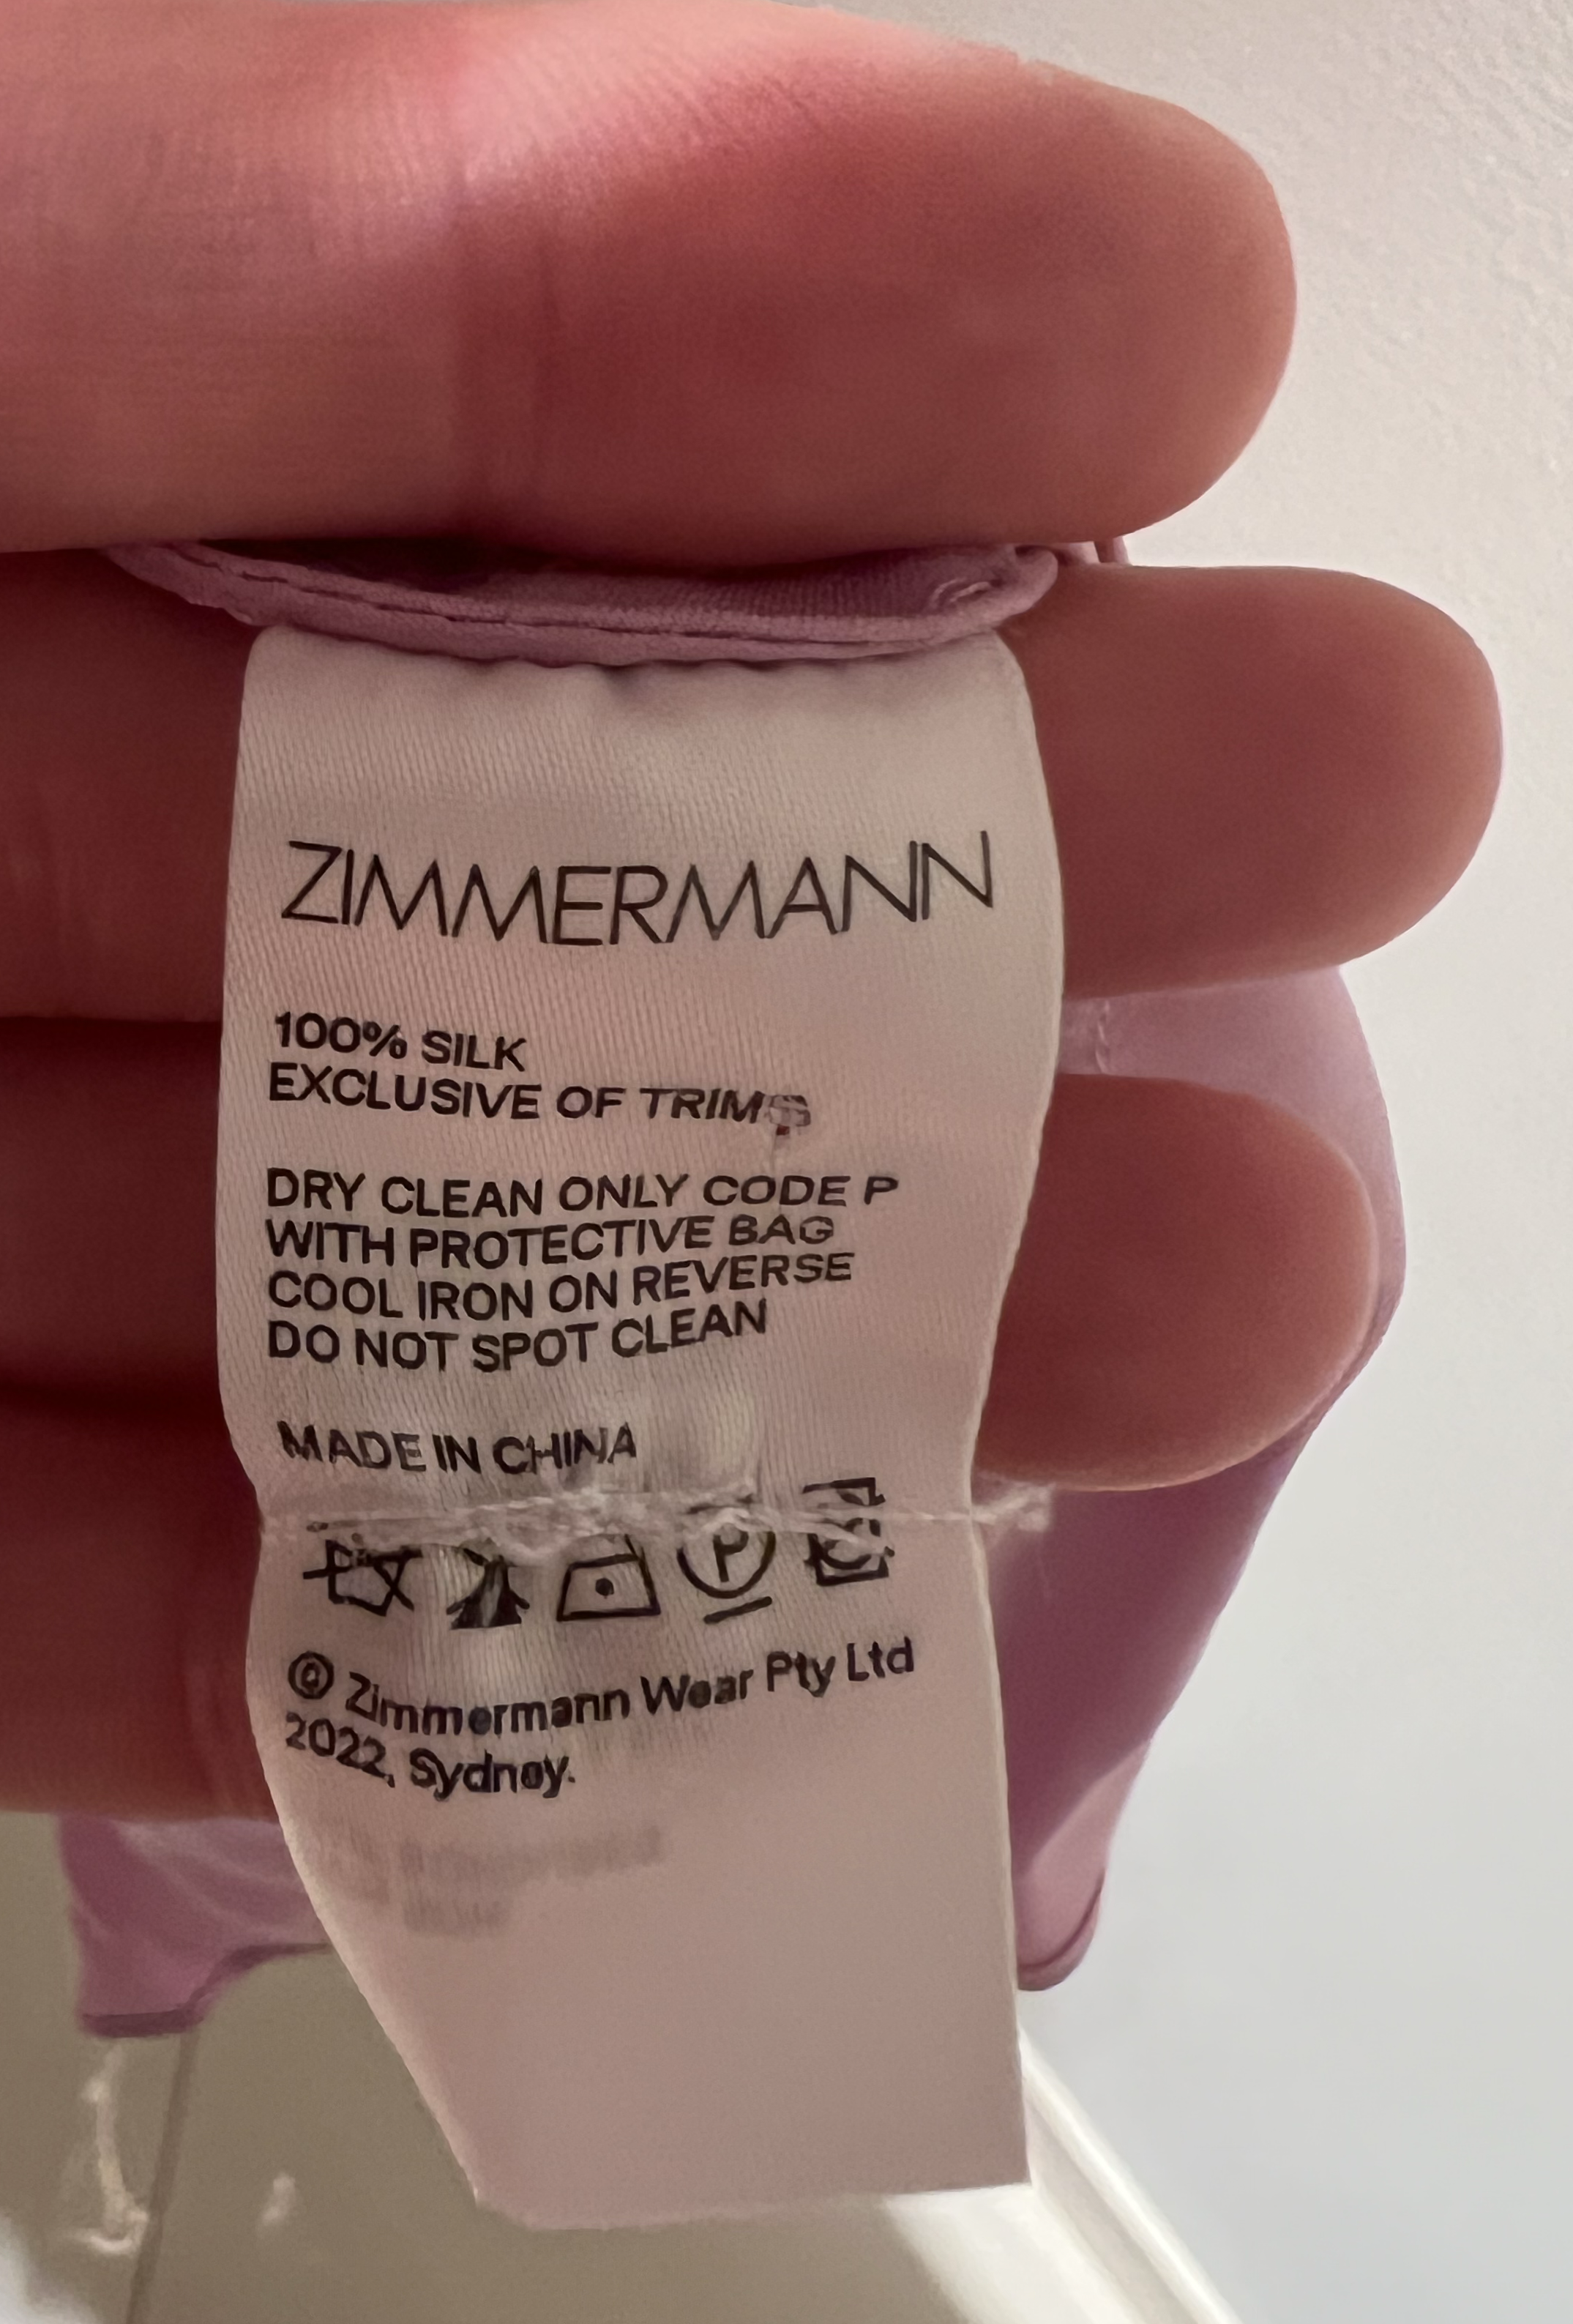 ZIMMERMANN
100% SILK
EXCLUSIVE OF TRIMS
DRY CLEAN ONLY CODE P
WITH PROTECTIVE BAG
COOL IRON ON REVERSE
DO NOT SPOT CLEAN
MADE IN CHINA
P
© Zimmermann Wear Pty Ltd
2022, Sydney.